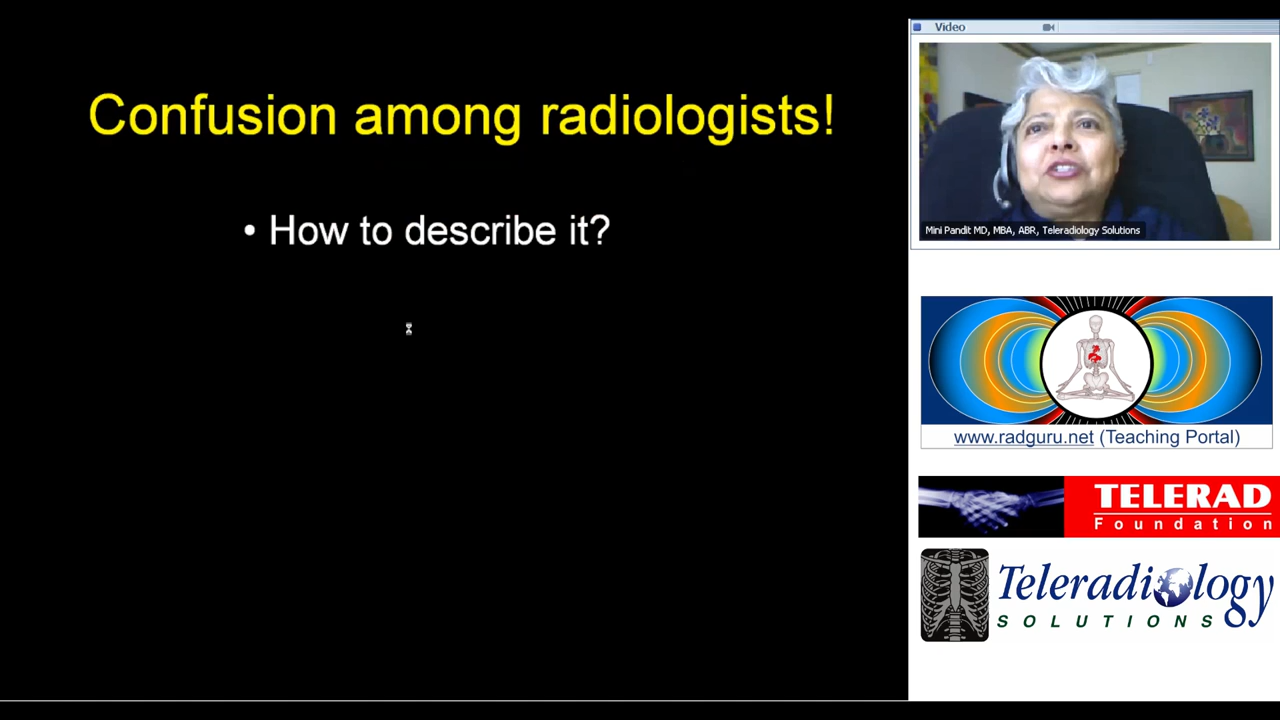 Confusion among radiologists!
• How to describe it?
Video
Mini Pandit MD, MBA, ABR, Teleradiology Solutions
www.radguru.net (Teaching Portal)
TELERAD
Foundation
Teleradiology
SOLUTIONS